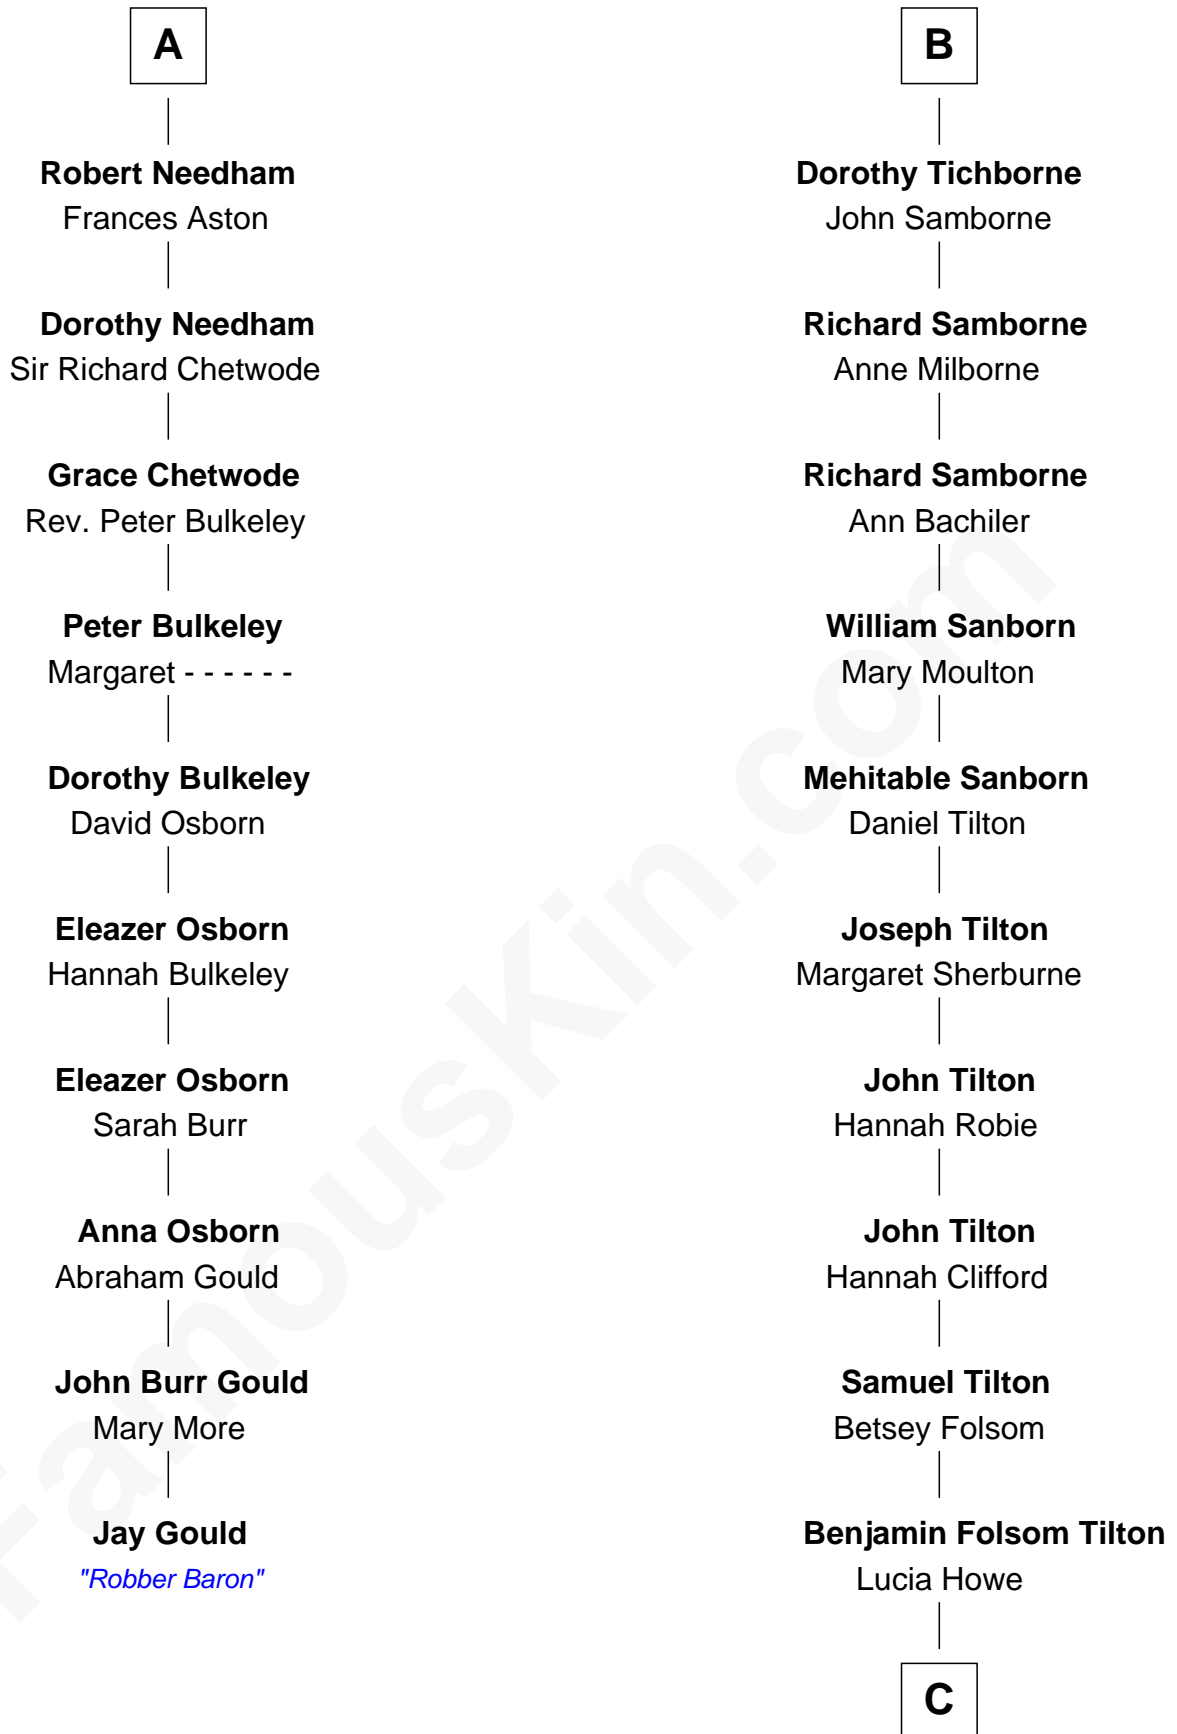 A
Robert Needham
Frances Aston
Dorothy Needham
Sir Richard Chetwode
Grace Chetwode
Rev. Peter Bulkeley
Peter Bulkeley
Margaret - - - - - -
Dorothy Bulkeley
David Osborn
Eleazer Osborn
Hannah Bulkeley
Eleazer Osborn
Sarah Burr
Anna Osborn
Abraham Gould
John Burr Gould
Mary More
Jay Gould
"Robber Baron"
B
Dorothy Tichborne
John Samborne
Richard Samborne
Anne Milborne
Richard Samborne
Ann Bachiler
William Sanborn
Mary Moulton
Mehitable Sanborn
Daniel Tilton
Joseph Tilton
Margaret Sherburne
John Tilton
Hannah Robie
John Tilton
Hannah Clifford
Samuel Tilton
Betsey Folsom
Benjamin Folsom Tilton
Lucia Howe
C
FamousKin.com